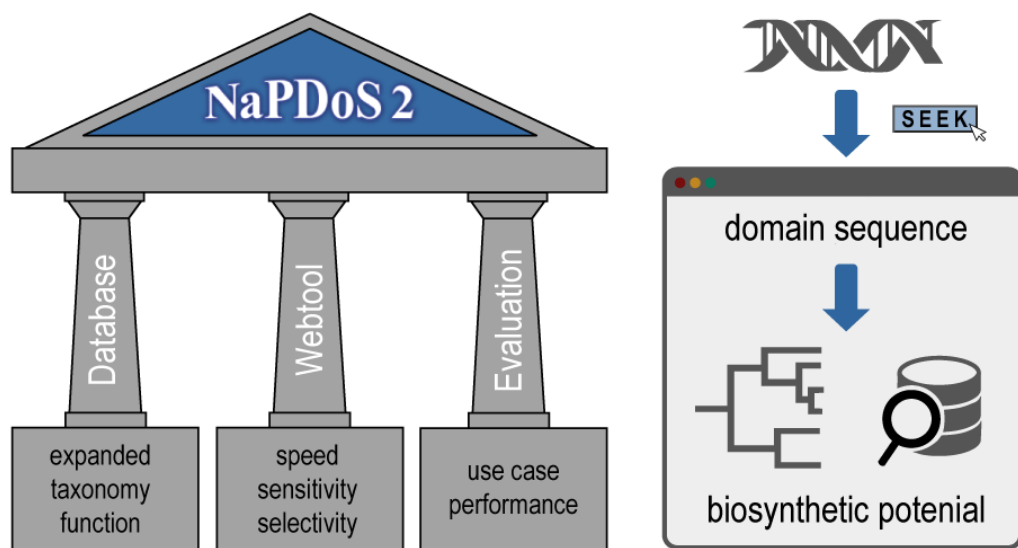 NaPDoS 2
Database
Webtool
Evaluation
expanded
taxonomy
function
speed
sensitivity
selectivity
use case
performance
SEEK
domain sequence
biosynthetic potenial